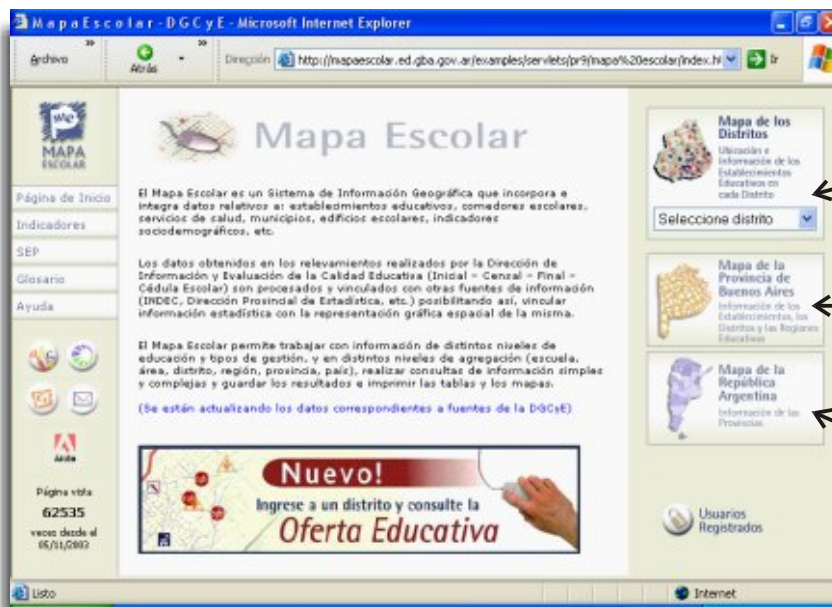 MapaEscolar - DGCyE - Microsoft Internet Explorer
Archivo
Atrás
Dirección
http://mapaescolar.ed.gba.gov.ar/examples/servlets/pr9/mapa%20escolar/index.h
Ir
MAPA
ESCOLAR
Página de Inicio
Indicadores
SEP
Glosario
Ayuda
Adobe
Página vista
62535
veces desde el
05/11/2003
Mapa Escolar
El Mapa Escolar es un Sistema de Información Geográfica que incorpora e
integra datos relativos a: establecimientos educativos, comedores escolares,
servicios de salud, municipios, edificios escolares, indicadores
sociodemográficos, etc.
Los datos obtenidos en los relevamientos realizados por la Dirección de
Información y Evaluación de la Calidad Educativa (Inicial - Censal - Final -
Cédula Escolar) son procesados y vinculados con otras fuentes de información
(INDEC, Dirección Provincial de Estadística, etc.) posibilitando así, vincular
información estadística con la representación gráfica espacial de la misma.
El Mapa Escolar permite trabajar con información de distintos niveles de
educación y tipos de gestión, y en distintos niveles de agregación (escuela,
área, distrito, región, provincia, país), realizar consultas de información simples
y complejas y guardar los resultados e imprimir las tablas y los mapas.
(Se están actualizando los datos correspondientes a fuentes de la DGCyE)
Nuevo!
Ingrese a un distrito y consulte la
Oferta Educativa
Mapa de los
Distritos
Ubicación e
Información de los
Establecimientos
Educativos en
cada Distrito
Seleccione distrito
Mapa de la
Provincia de
Buenos Aires
Información de los
Establecimientos, los
Distritos y las Regiones
Educativas
Mapa de la
República
Argentina
Información de las
Provincias
Usuarios
Registrados
Listo
Internet